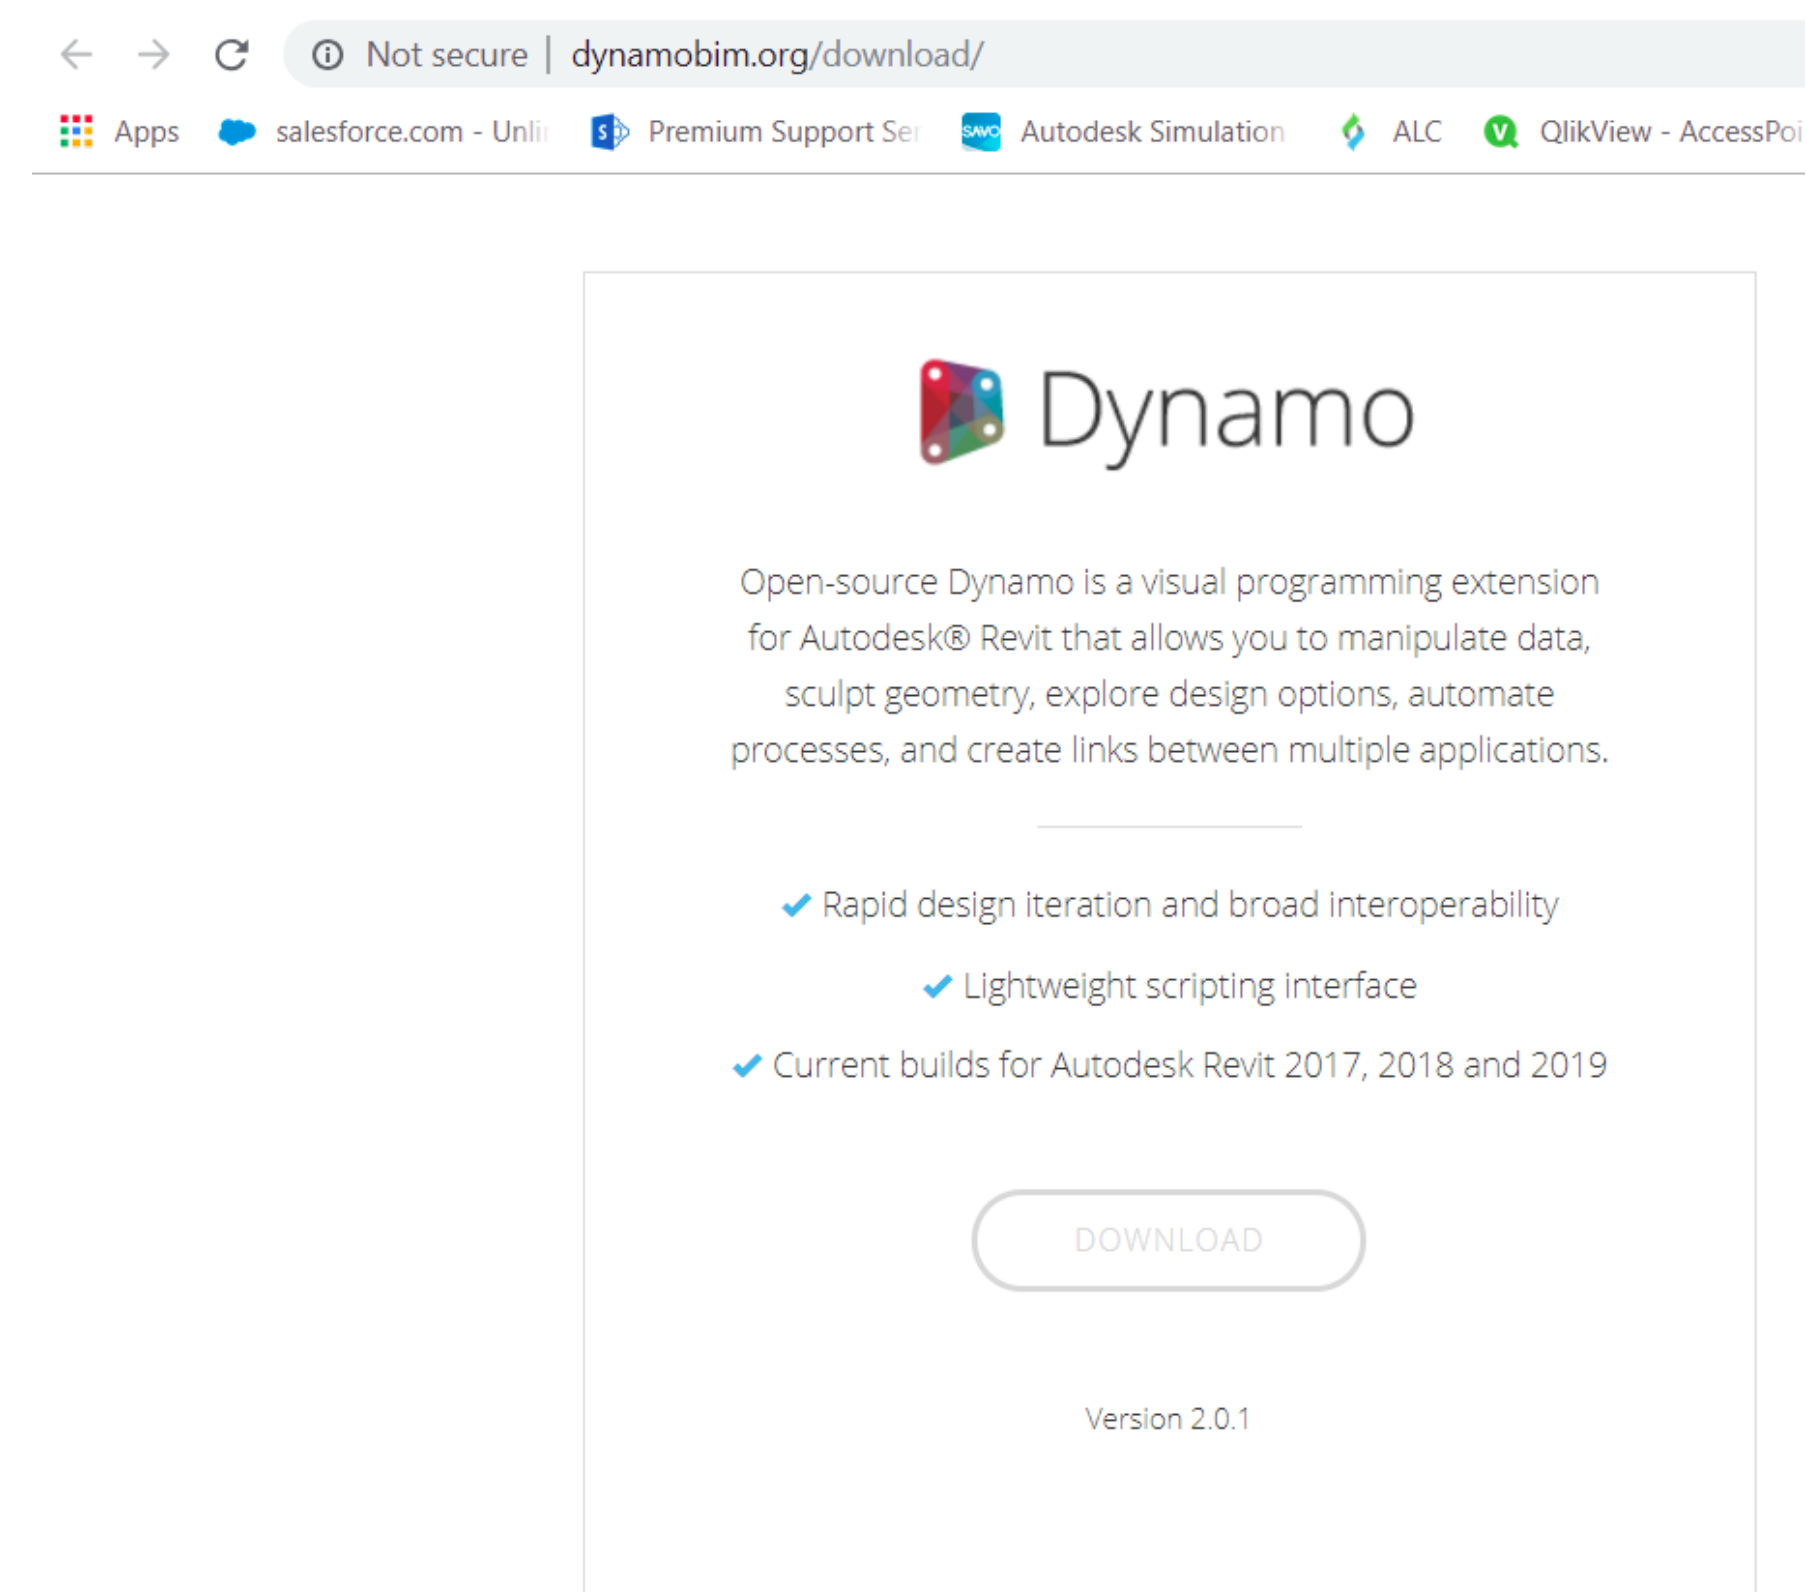 Not secure | dynamobim.org/download/
Apps salesforce.com - Unli Premium Support Ser SAVO Autodesk Simulation ALC QlikView - AccessPoi
Dynamo
Open-source Dynamo is a visual programming extension
for Autodesk® Revit that allows you to manipulate data,
sculpt geometry, explore design options, automate
processes, and create links between multiple applications.
Rapid design iteration and broad interoperability
Lightweight scripting interface
Current builds for Autodesk Revit 2017, 2018 and 2019
DOWNLOAD
Version 2.0.1